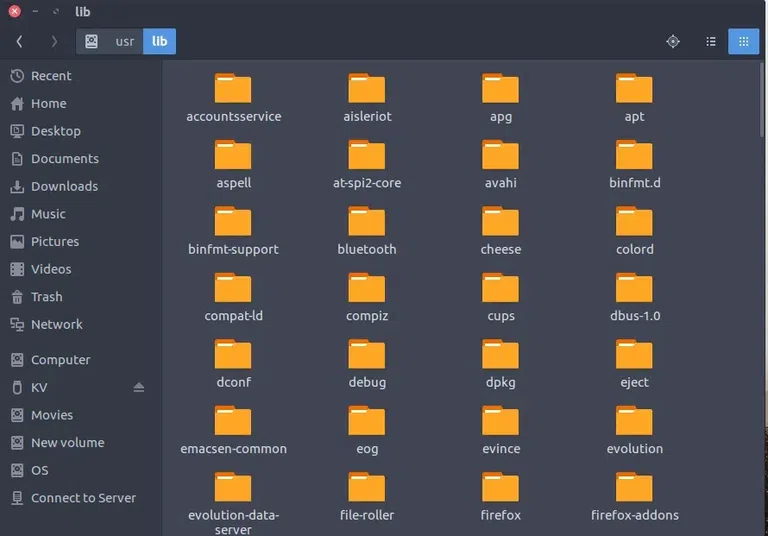 lib
usr lib
Recent
Home
Desktop
Documents
Downloads
Music
Pictures
Videos
Trash
Network
Computer
KV
Movies
New volume
OS
Connect to Server
accountsservice aisleriot apg apt
aspell at-spi2-core avahi binfmt.d
binfmt-support bluetooth cheese colord
compat-ld compiz cups dbus-1.0
dconf debug dpkg eject
emacsen-common eog evince evolution
evolution-data- file-roller firefox firefox-addons
server